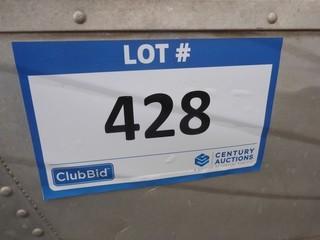 LOT #
428
ClubBid
CENTURY
AUCTIONS